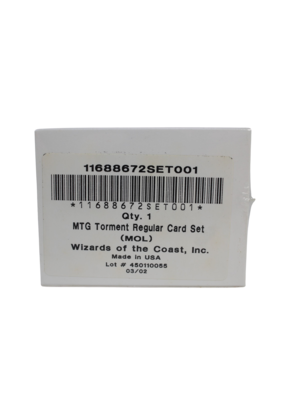 11688672SET001
*11688672SET001*
Qty. 1
MTG Torment Regular Card Set
(MOL)
Wizards of the Coast, Inc.
Made in USA
Lot # 450110055
03/02